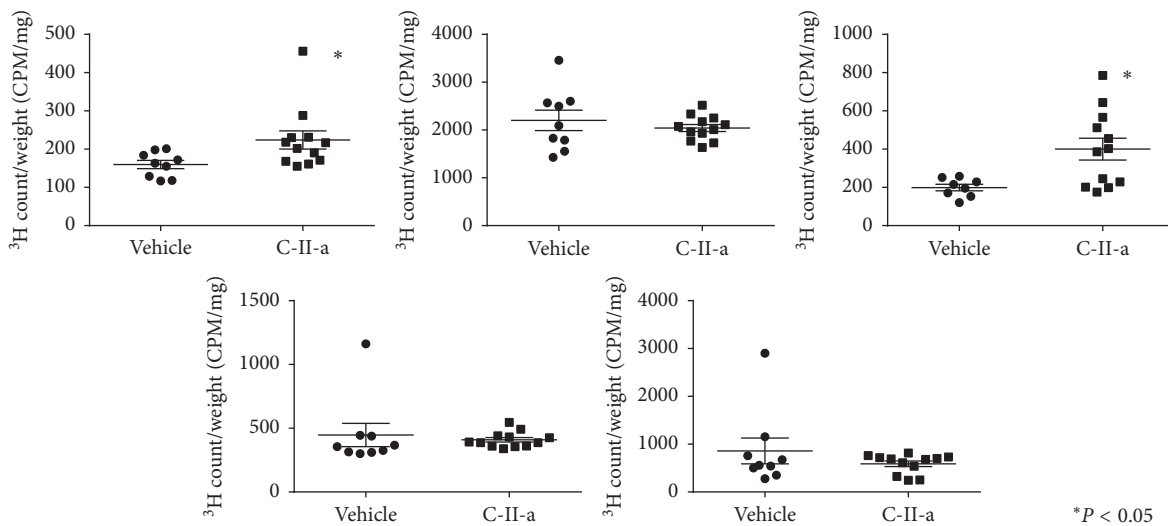 ³H count/weight (CPM/mg)
500
400
300
200
100
0
*
Vehicle
C-II-a
³H count/weight (CPM/mg)
4000
3000
2000
1000
0
Vehicle
C-II-a
³H count/weight (CPM/mg)
1000
800
600
400
200
0
*
Vehicle
C-II-a
³H count/weight (CPM/mg)
1500
1000
500
0
Vehicle
C-II-a
³H count/weight (CPM/mg)
4000
3000
2000
1000
0
Vehicle
C-II-a
*P < 0.05